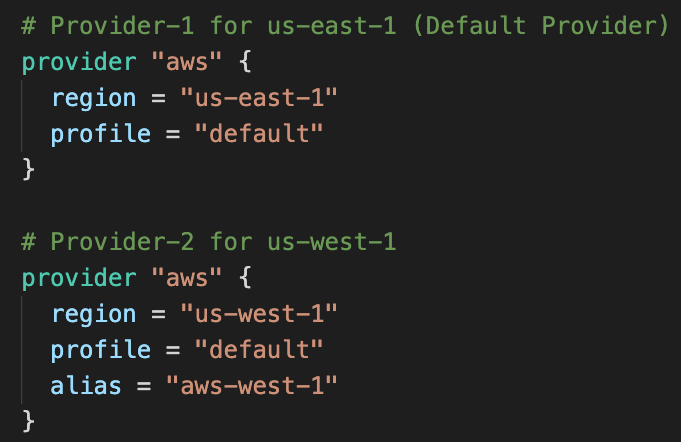 # Provider-1 for us-east-1 (Default Provider)
provider "aws" {
  region = "us-east-1"
  profile = "default"
}

# Provider-2 for us-west-1
provider "aws" {
  region = "us-west-1"
  profile = "default"
  alias = "aws-west-1"
}